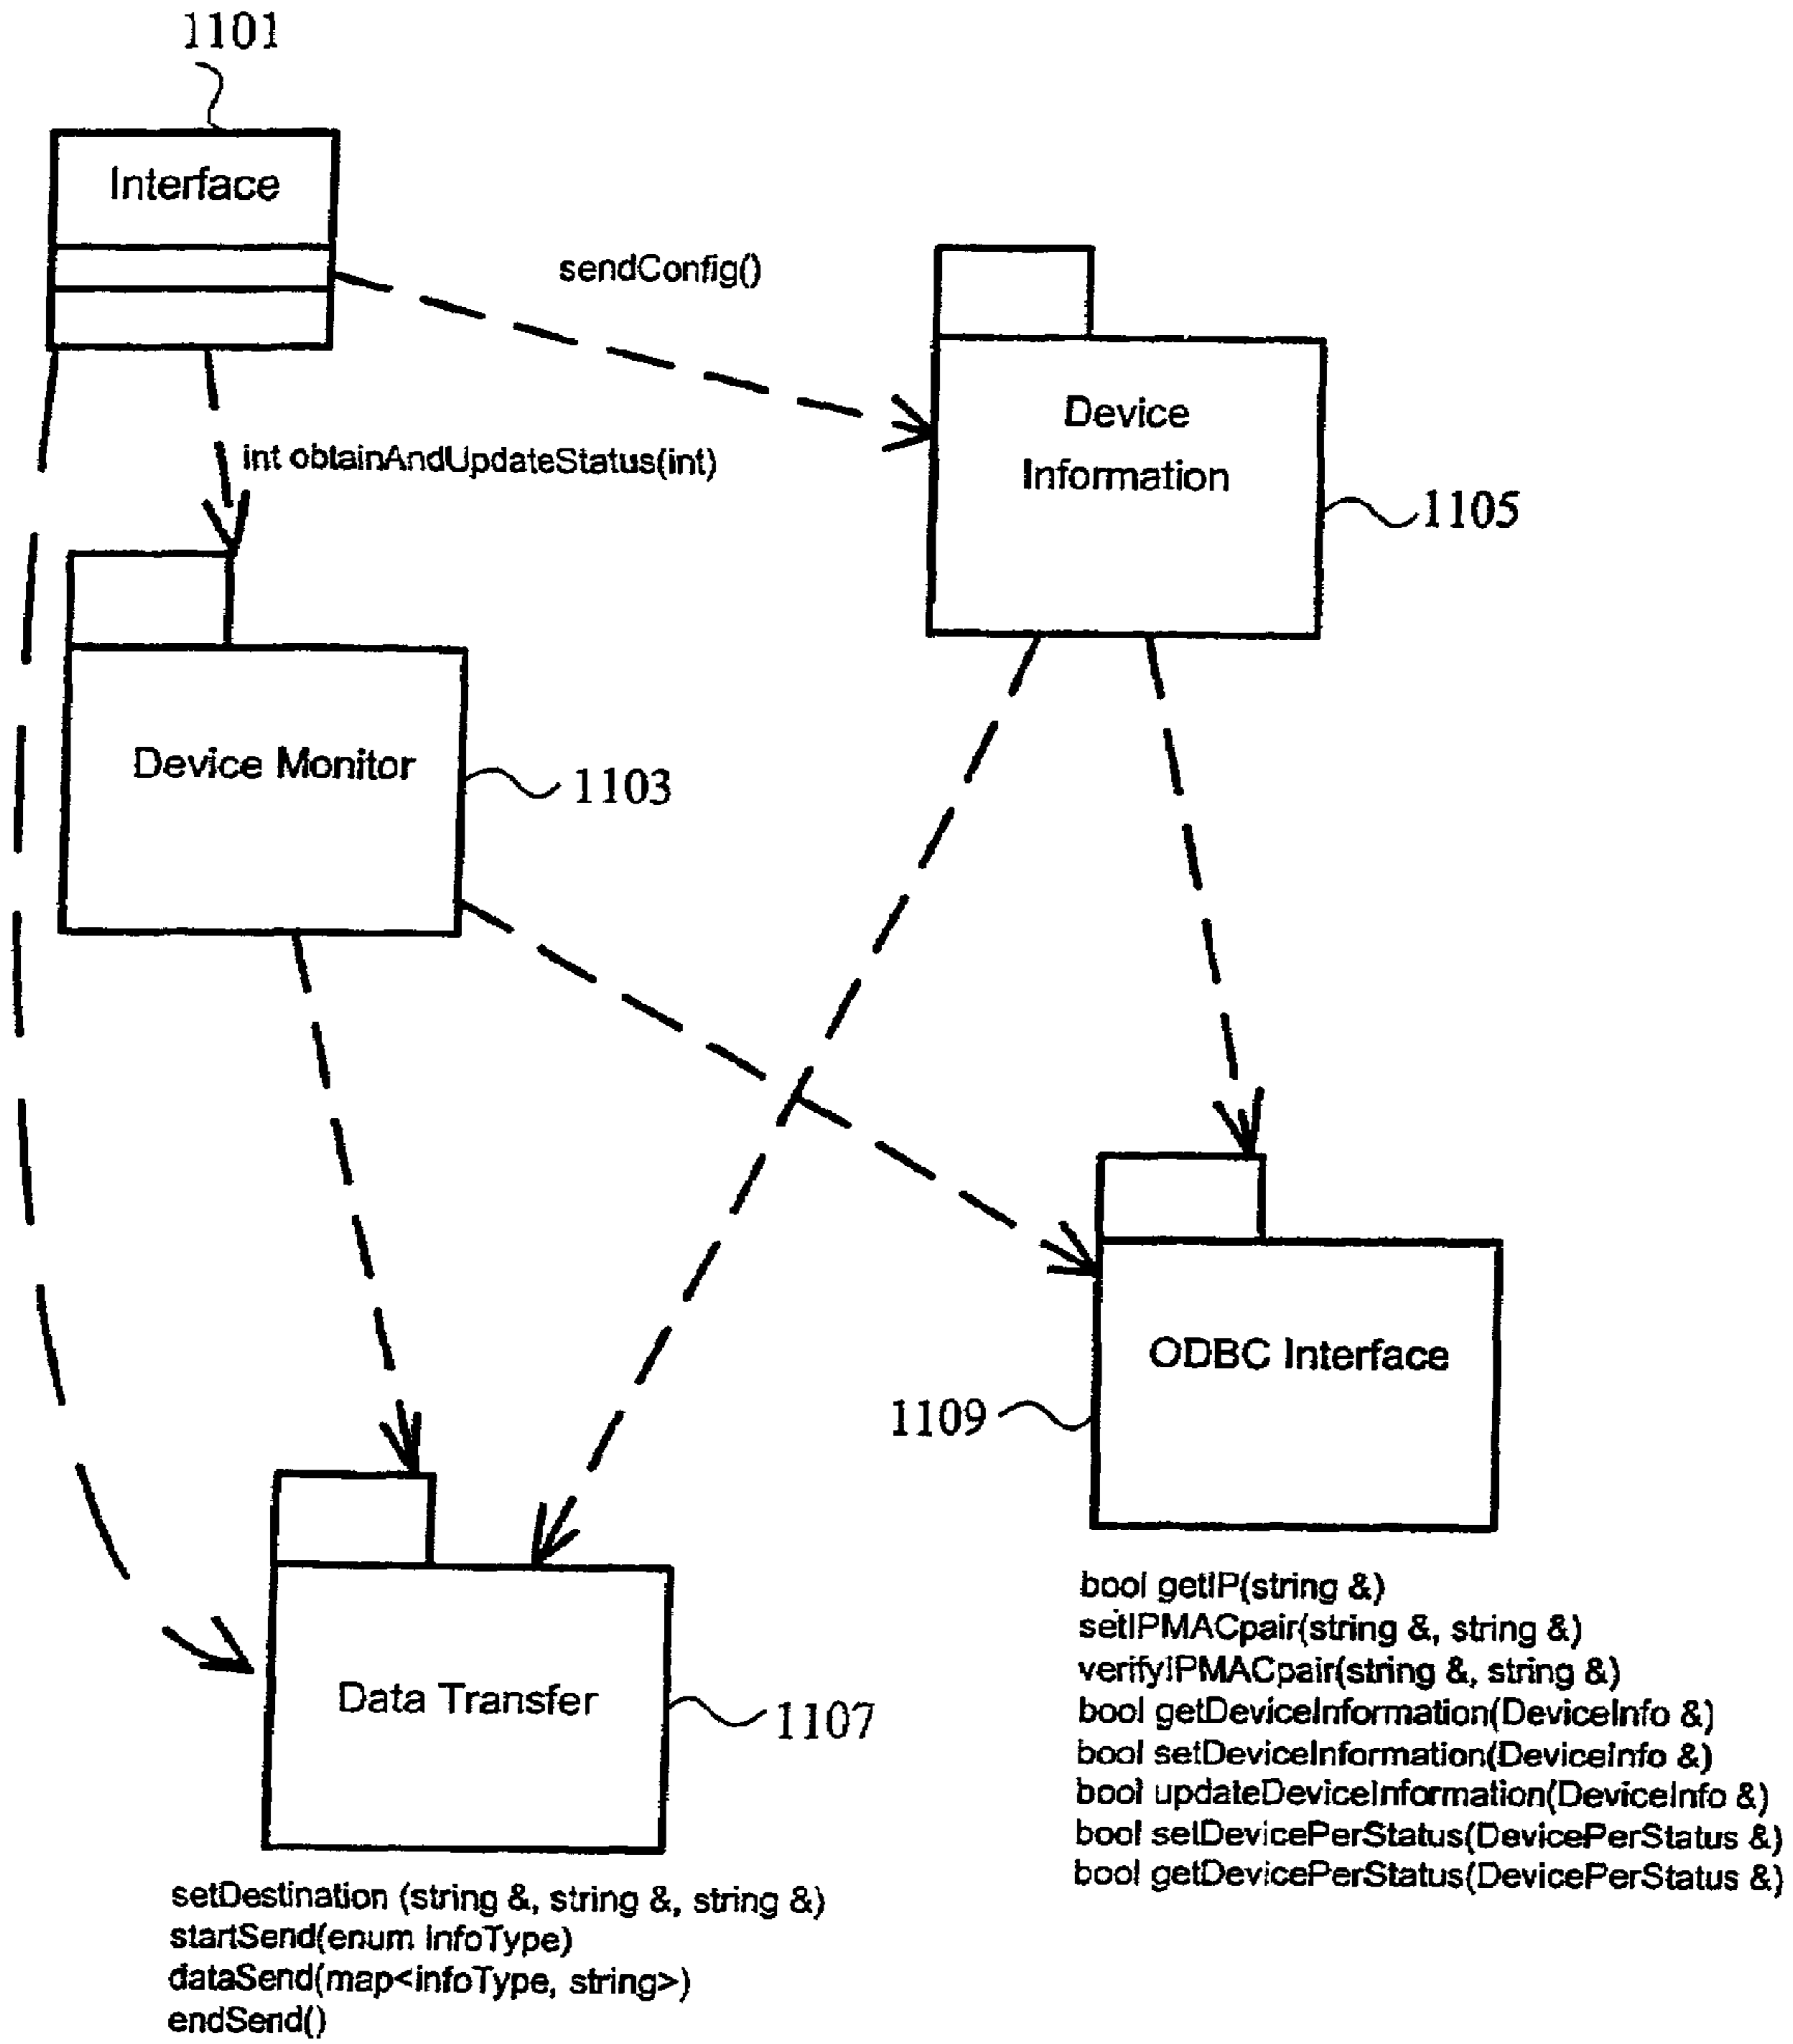 1101
Interface
sendConfig()
int obtainAndUpdateStatus(int)
Device
Information
1105
Device Monitor
1103
ODBC Interface
1109
bool getIP(string &)
setIPMACpair(string &, string &)
verifyIPMACpair(string &, string &)
bool getDeviceInformation(DeviceInfo &)
bool setDeviceInformation(DeviceInfo &)
bool updateDeviceInformation(DeviceInfo &)
bool setDevicePerStatus(DevicePerStatus &)
bool getDevicePerStatus(DevicePerStatus &)
Data Transfer
1107
setDestination (string &, string &, string &)
startSend(enum infoType)
dataSend(map<infoType, string>)
endSend()